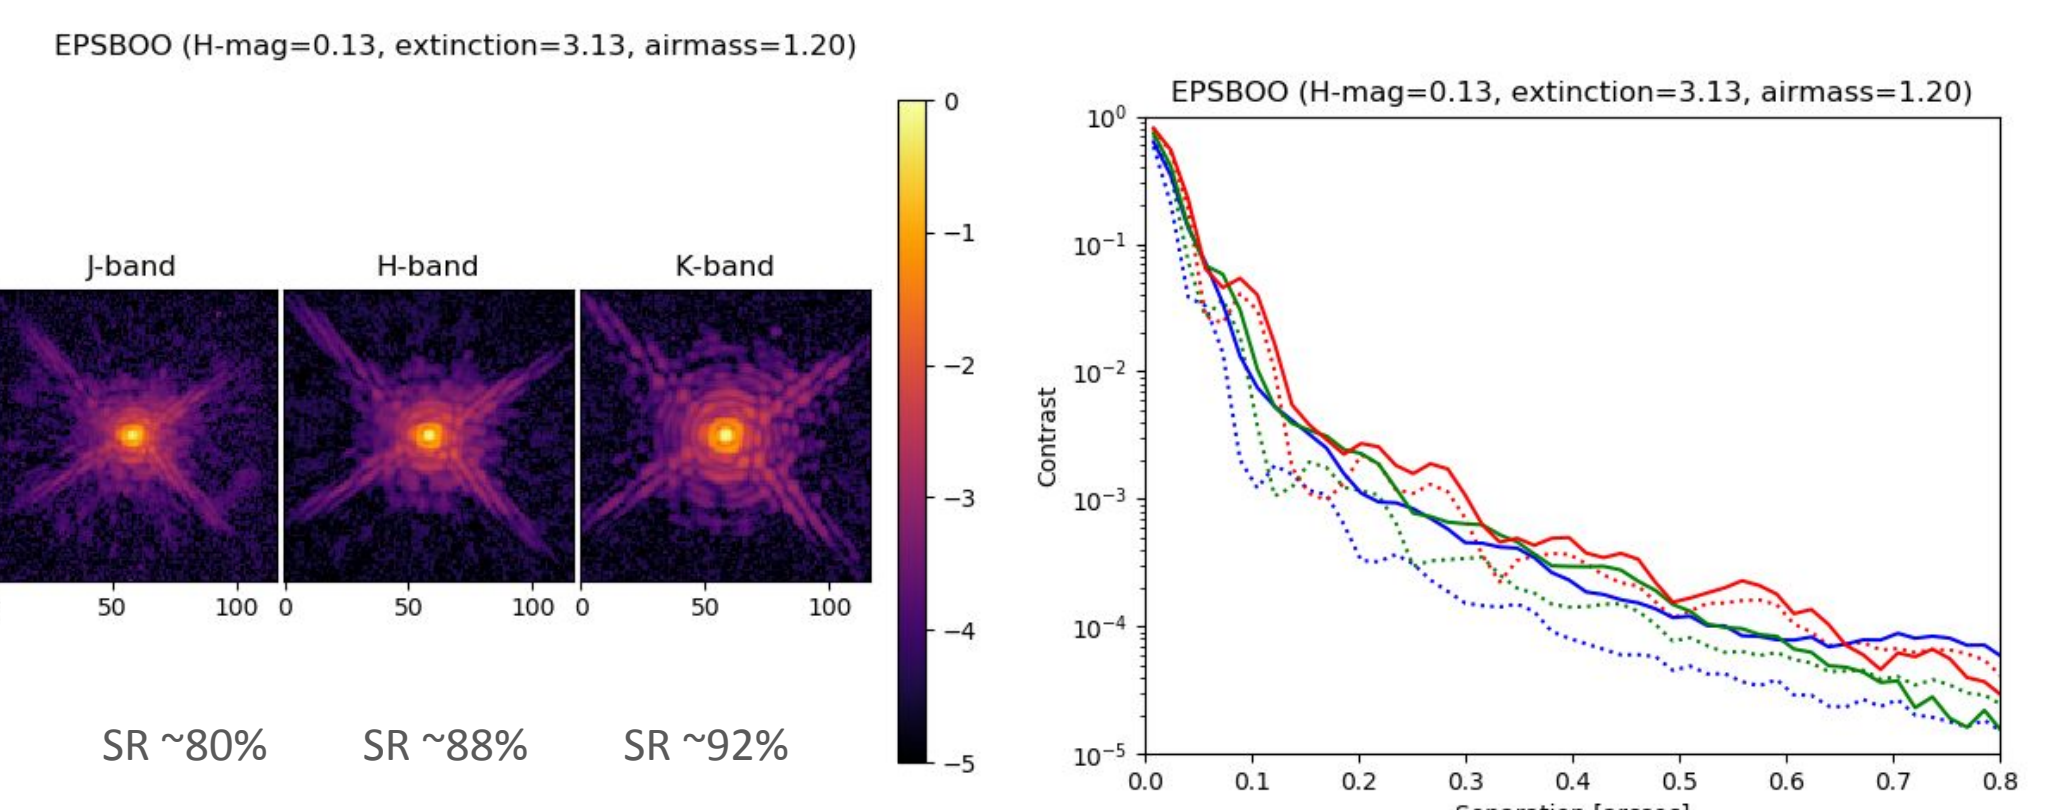 EPSBOO (H-mag=0.13, extinction=3.13, airmass=1.20)
J-band
H-band
K-band
50
100
0
50
100
0
50
100
0
−1
−2
−3
−4
−5
SR ~80%
SR ~88%
SR ~92%
EPSBOO (H-mag=0.13, extinction=3.13, airmass=1.20)
Contrast
10⁰
10⁻¹
10⁻²
10⁻³
10⁻⁴
10⁻⁵
0.0
0.1
0.2
0.3
0.4
0.5
0.6
0.7
0.8
Separation [arcsec]